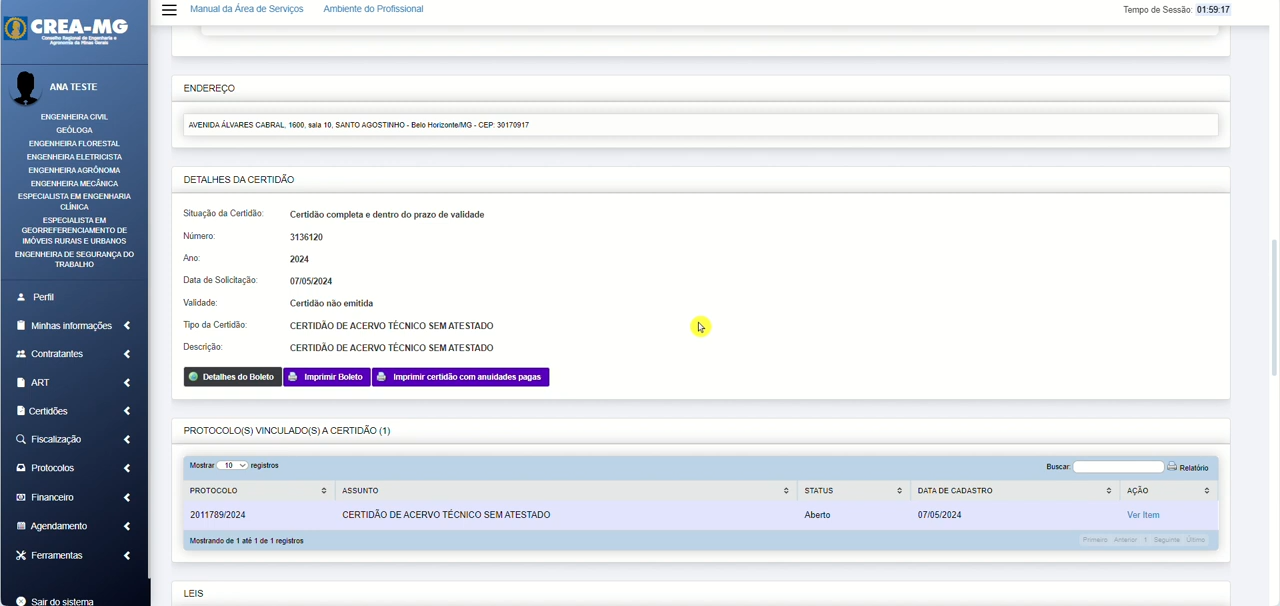 CREA-MG
Conselho Regional de Engenharia e
Agronomia de Minas Gerais
Manual da Área de Serviços
Ambiente do Profissional
Tempo de Sessão: 01:59:17
ANA TESTE
ENGENHEIRA CIVIL
GEÓLOGA
ENGENHEIRA FLORESTAL
ENGENHEIRA ELETRICISTA
ENGENHEIRA AGRÔNOMA
ENGENHEIRA MECÂNICA
ESPECIALISTA EM ENGENHARIA
CLÍNICA
ESPECIALISTA EM
GEORREFERENCIAMENTO DE
IMÓVEIS RURAIS E URBANOS
ENGENHEIRA DE SEGURANÇA DO
TRABALHO
Perfil
Minhas informações
Contratantes
ART
Certidões
Fiscalização
Protocolos
Financeiro
Agendamento
Ferramentas
Sair do sistema
ENDEREÇO
AVENIDA ÁLVARES CABRAL, 1600, sala 10, SANTO AGOSTINHO - Belo Horizonte/MG - CEP: 30170917
DETALHES DA CERTIDÃO
Situação da Certidão: Certidão completa e dentro do prazo de validade
Número: 3136120
Ano: 2024
Data de Solicitação: 07/05/2024
Validade: Certidão não emitida
Tipo da Certidão: CERTIDÃO DE ACERVO TÉCNICO SEM ATESTADO
Descrição: CERTIDÃO DE ACERVO TÉCNICO SEM ATESTADO
Detalhes do Boleto Imprimir Boleto Imprimir certidão com anuidades pagas
PROTOCOLO(S) VINCULADO(S) A CERTIDÃO (1)
Mostrar 10 registros Buscar: Relatório
PROTOCOLO ASSUNTO STATUS DATA DE CADASTRO AÇÃO
2011789/2024 CERTIDÃO DE ACERVO TÉCNICO SEM ATESTADO Aberto 07/05/2024 Ver Item
Mostrando de 1 até 1 de 1 registros Primeiro Anterior 1 Seguinte Último
LEIS